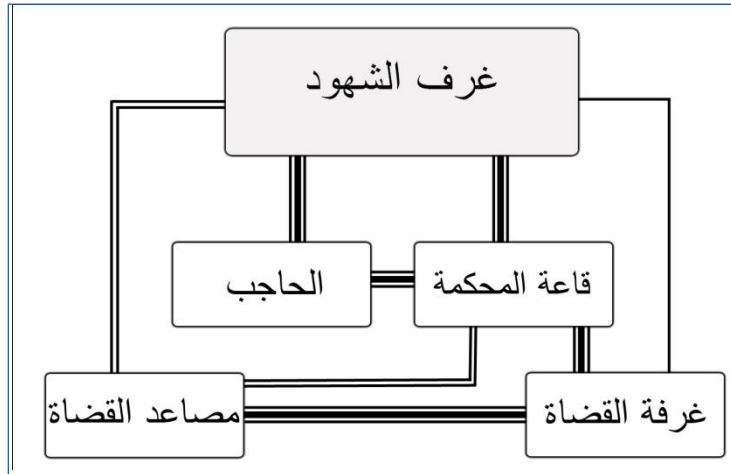 غرف الشهود
الحاجب
قاعة المحكمة
مصاعد القضاة
غرفة القضاة